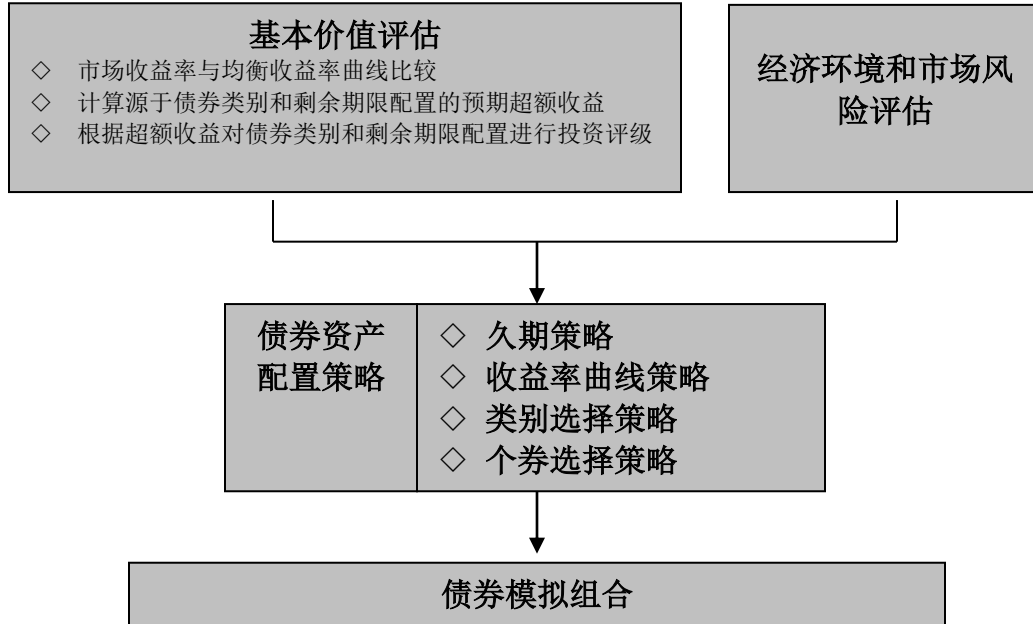 基本价值评估
◇ 市场收益率与均衡收益率曲线比较
◇ 计算源于债券类别和剩余期限配置的预期超额收益
◇ 根据超额收益对债券类别和剩余期限配置进行投资评级
经济环境和市场风
险评估
债券资产
配置策略
◇ 久期策略
◇ 收益率曲线策略
◇ 类别选择策略
◇ 个券选择策略
债券模拟组合